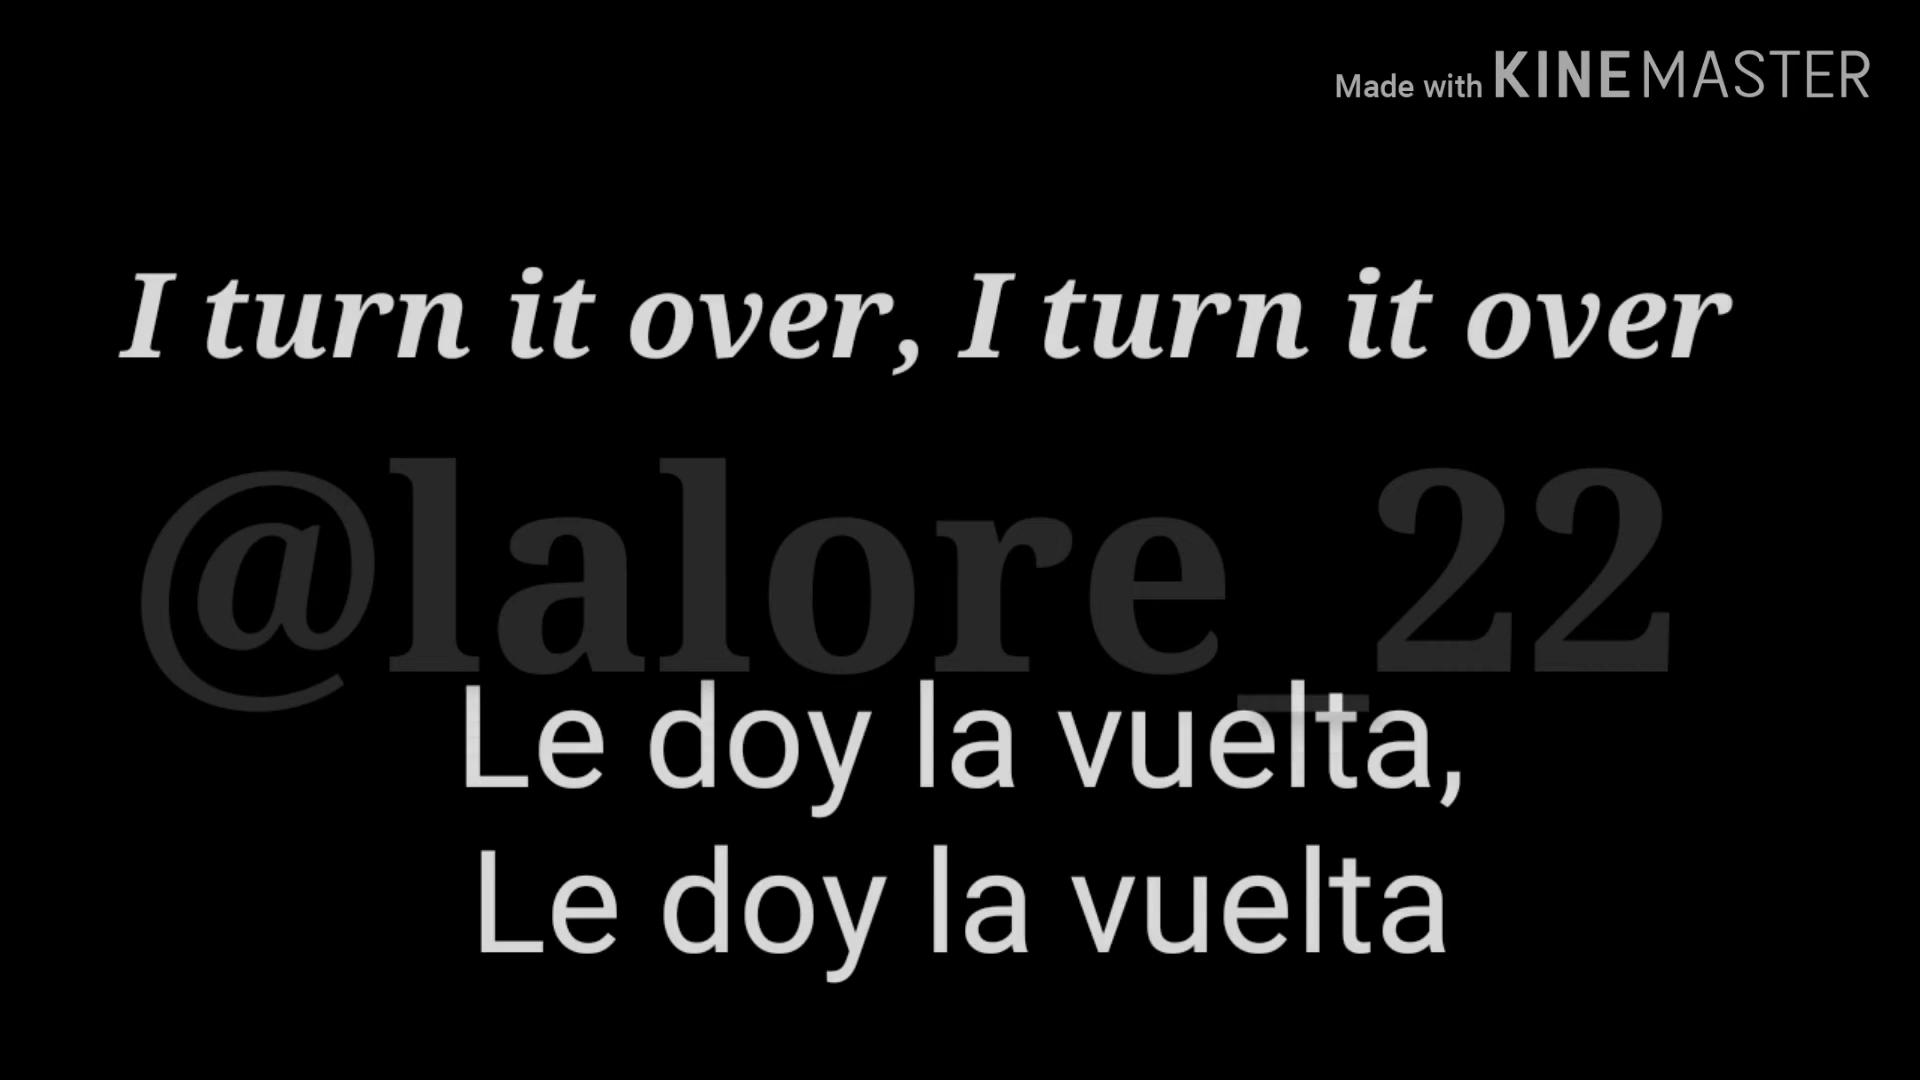 Made with KINEMASTER
I turn it over, I turn it over
@lalore_22
Le doy la vuelta,
Le doy la vuelta